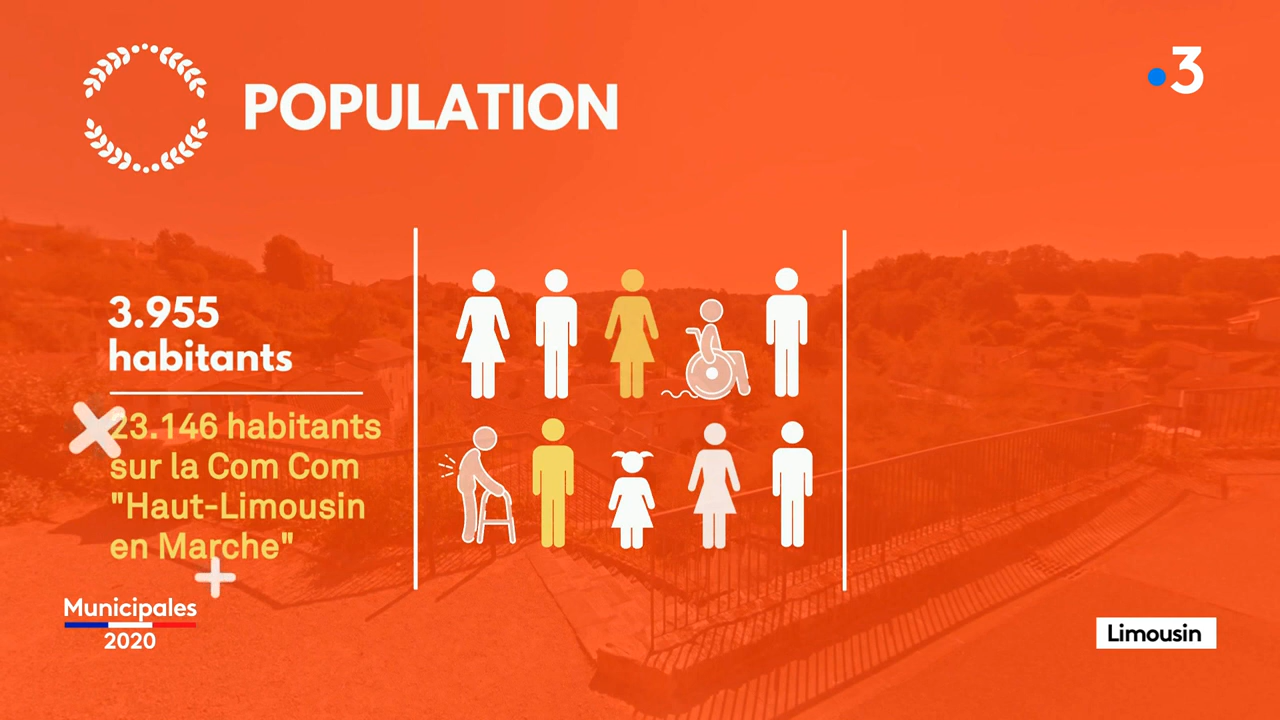 POPULATION
3
3.955
habitants
23.146 habitants
sur la Com Com
"Haut-Limousin
en Marche"
Municipales
2020
Limousin